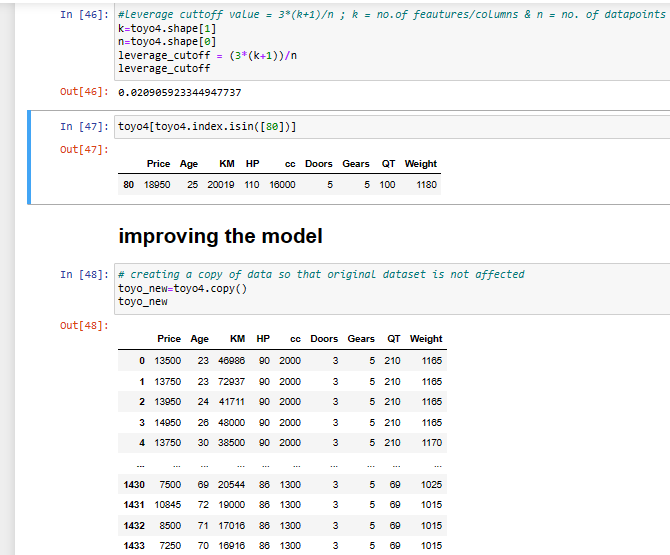 In [46]: #leverage cuttoff value = 3*(k+1)/n ; k = no.of feautures/columns & n = no. of datapoints
k=toyo4.shape[1]
n=toyo4.shape[0]
leverage_cutoff = (3*(k+1))/n
leverage_cutoff
Out[46]: 0.020905923344947737
In [47]: toyo4[toyo4.index.isin([80])]
Out[47]:
Price Age KM HP cc Doors Gears QT Weight
80 18950 25 20019 110 16000 5 5 100 1180
improving the model
In [48]: # creating a copy of data so that original dataset is not affected
toyo_new=toyo4.copy()
toyo_new
Out[48]:
Price Age KM HP cc Doors Gears QT Weight
0 13500 23 46986 90 2000 3 5 210 1165
1 13750 23 72937 90 2000 3 5 210 1165
2 13950 24 41711 90 2000 3 5 210 1165
3 14950 26 48000 90 2000 3 5 210 1165
4 13750 30 38500 90 2000 3 5 210 1170
... ... ... ... ... ... ... ... ... ...
1430 7500 69 20544 86 1300 3 5 69 1025
1431 10845 72 19000 86 1300 3 5 69 1015
1432 8500 71 17016 86 1300 3 5 69 1015
1433 7250 70 16916 86 1300 3 5 69 1015